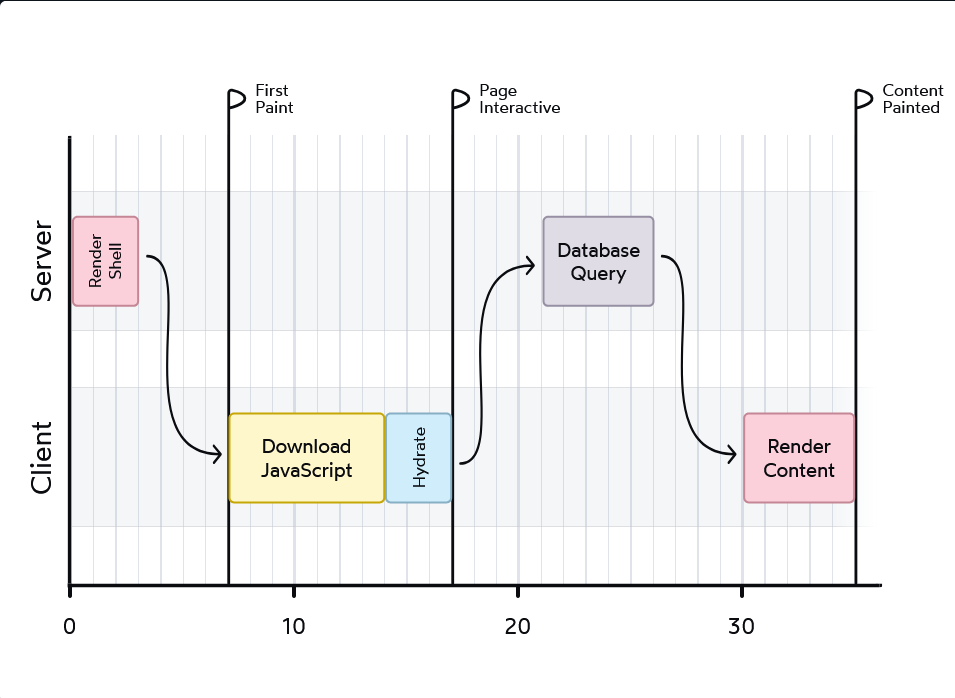 First
Paint
Page
Interactive
Content
Painted
Server
Render
Shell
Database
Query
Client
Download
JavaScript
Hydrate
Render
Content
0
10
20
30